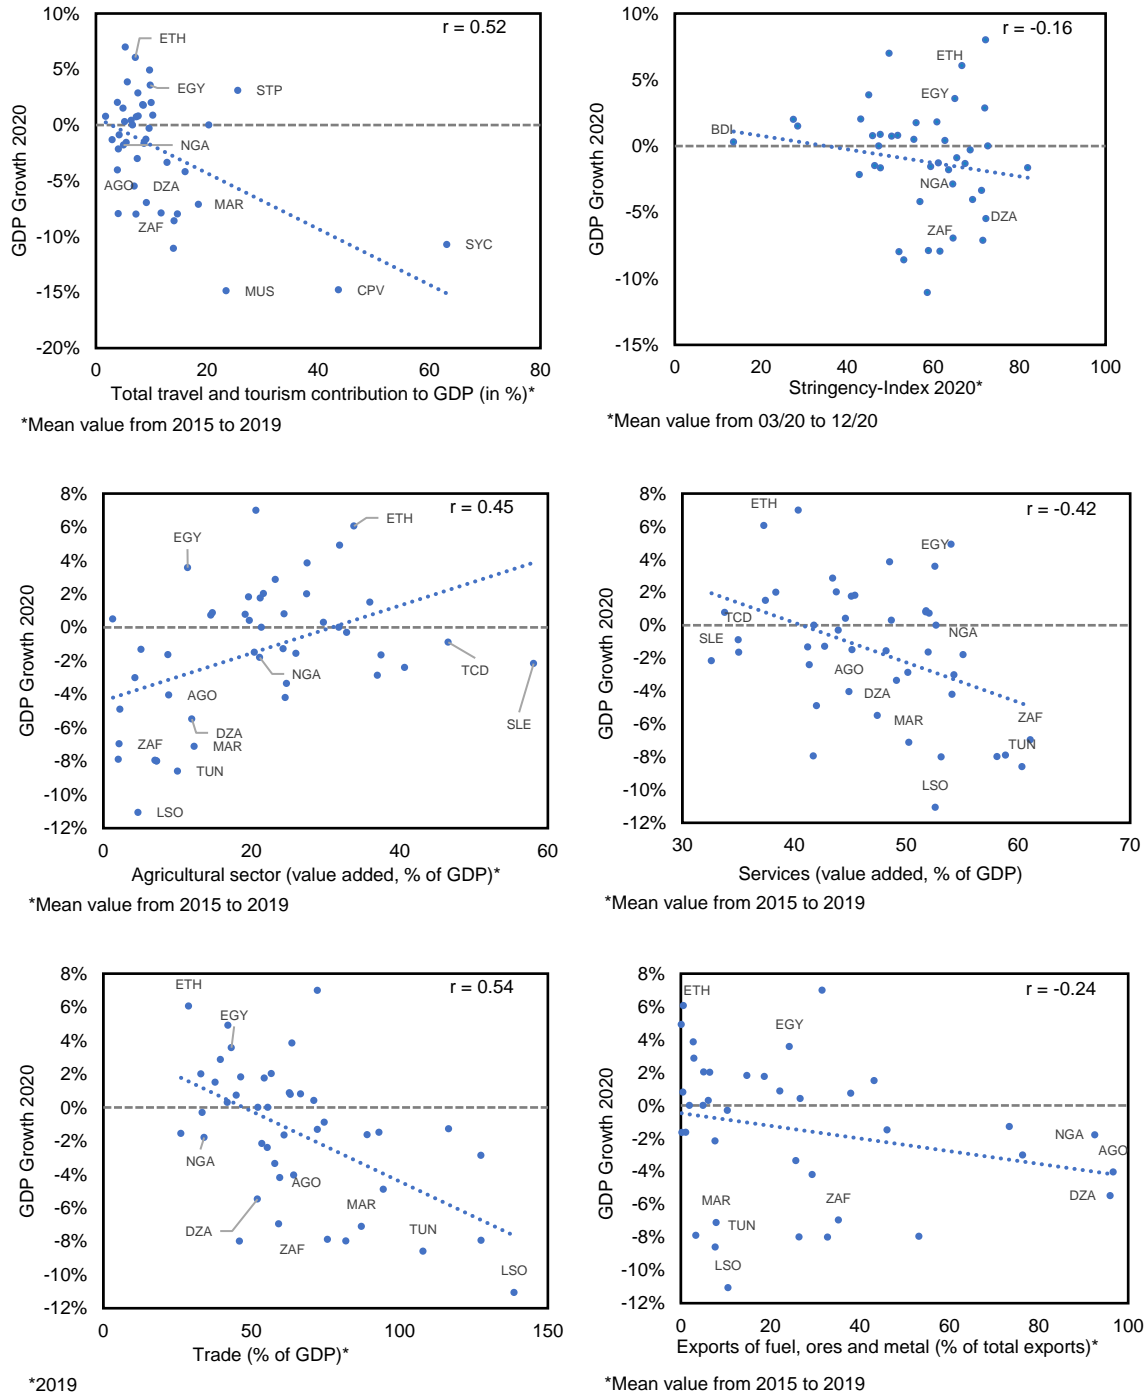 r = 0.52
10%
5%
0%
-5%
-10%
-15%
-20%
GDP Growth 2020
ETH
EGY
STP
NGA
AGO
DZA
MAR
ZAF
SYC
MUS
CPV
0 20 40 60 80
Total travel and tourism contribution to GDP (in %)*
*Mean value from 2015 to 2019
r = -0.16
10%
5%
0%
-5%
-10%
-15%
GDP Growth 2020
ETH
EGY
BDI
NGA
DZA
ZAF
0 20 40 60 80 100
Stringency-Index 2020*
*Mean value from 03/20 to 12/20
r = 0.45
8%
6%
4%
2%
0%
-2%
-4%
-6%
-8%
-10%
-12%
GDP Growth 2020
ETH
EGY
NGA
TCD
AGO
SLE
DZA
ZAF
MAR
TUN
LSO
0 20 40 60
Agricultural sector (value added, % of GDP)*
*Mean value from 2015 to 2019
r = -0.42
8%
6%
4%
2%
0%
-2%
-4%
-6%
-8%
-10%
-12%
GDP Growth 2020
ETH
EGY
TCD
SLE
NGA
AGO
DZA
MAR
ZAF
TUN
LSO
30 40 50 60 70
Services (value added, % of GDP)
*Mean value from 2015 to 2019
r = 0.54
8%
6%
4%
2%
0%
-2%
-4%
-6%
-8%
-10%
-12%
GDP Growth 2020
ETH
EGY
NGA
AGO
MAR
DZA
ZAF
TUN
LSO
0 50 100 150
Trade (% of GDP)*
*2019
r = -0.24
8%
6%
4%
2%
0%
-2%
-4%
-6%
-8%
-10%
-12%
GDP Growth 2020
ETH
EGY
NGA
AGO
DZA
MAR
ZAF
TUN
LSO
0 20 40 60 80 100
Exports of fuel, ores and metal (% of total exports)*
*Mean value from 2015 to 2019